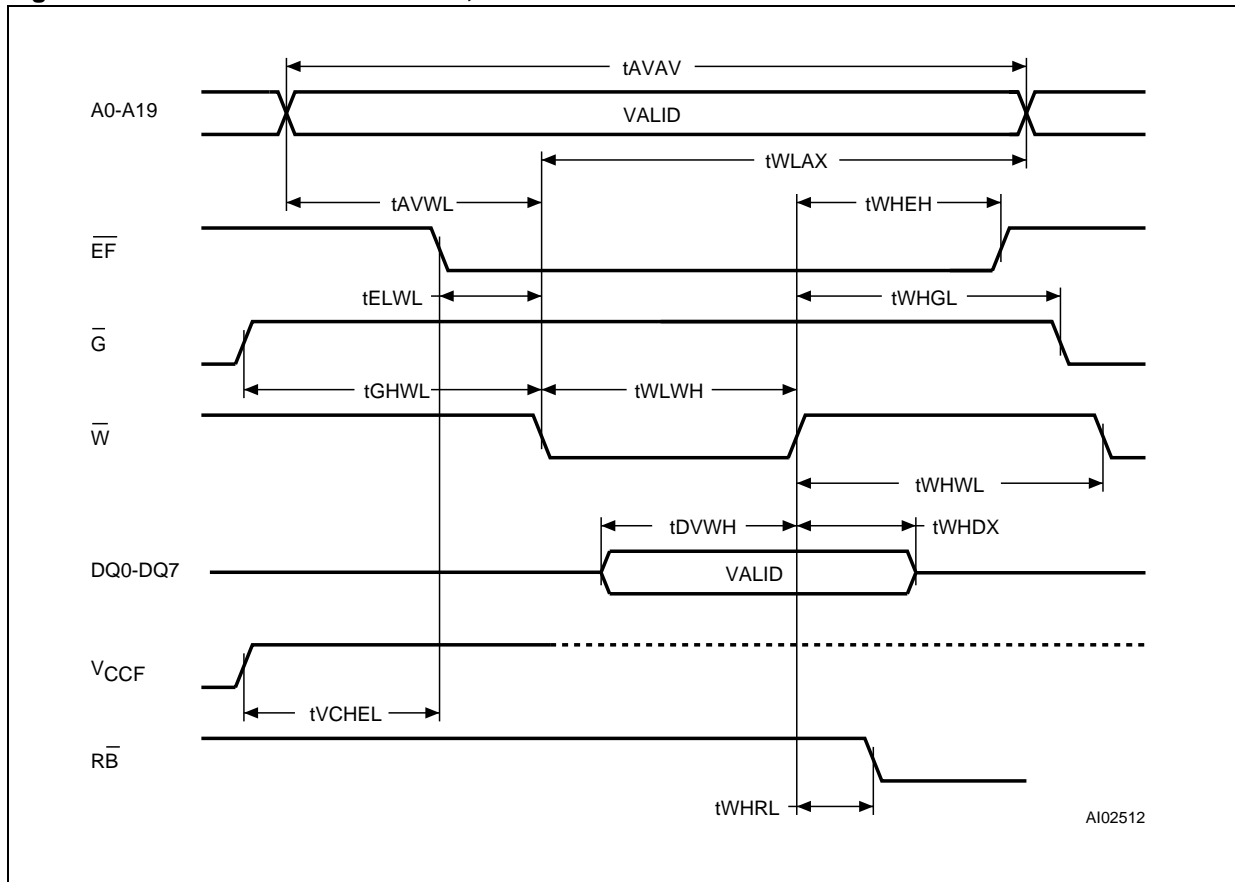 tAVAV
A0-A19
VALID
tWLAX
tAVWL
tWHEH
E̅F̅
tELWL
tWHGL
G̅
tGHWL
tWLWH
W̅
tWHWL
tDVWH
tWHDX
DQ0-DQ7
VALID
VCCF
tVCHEL
RB̅
tWHRL
AI02512